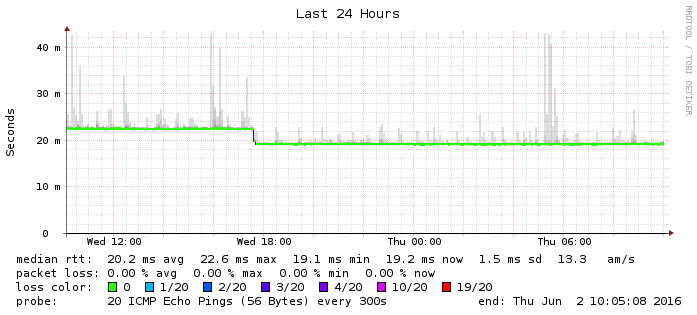 Last 24 Hours
RRDTOOL / TOBI OETIKER
Seconds
40 m
30 m
20 m
10 m
0
Wed 12:00 Wed 18:00 Thu 00:00 Thu 06:00
median rtt: 20.2 ms avg 22.6 ms max 19.1 ms min 19.2 ms now 1.5 ms sd 13.3 am/s
packet loss: 0.00 % avg 0.00 % max 0.00 % min 0.00 % now
loss color: 0 1/20 2/20 3/20 4/20 10/20 19/20
probe: 20 ICMP Echo Pings (56 Bytes) every 300s end: Thu Jun 2 10:05:08 2016